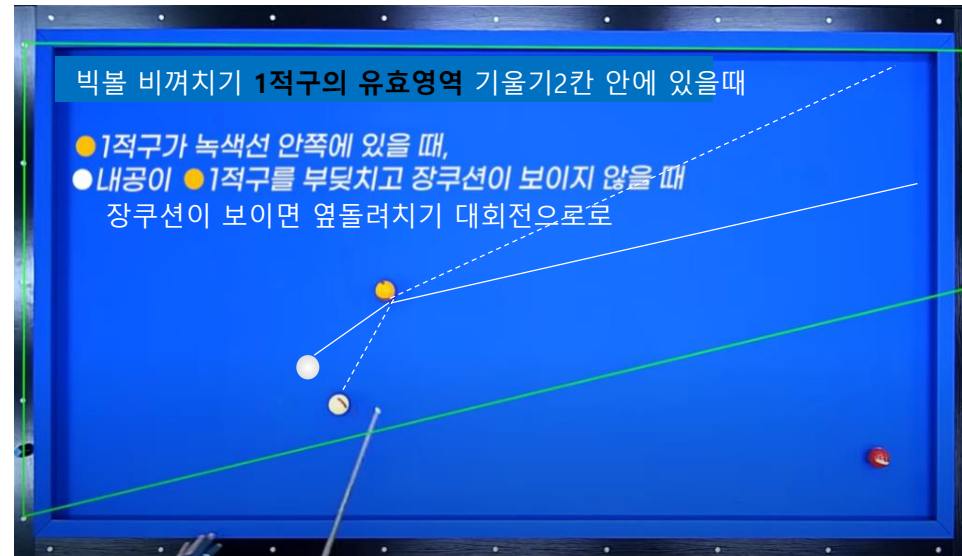 빅볼 비껴치기 1적구의 유효영역 기울기2칸 안에 있을때
1적구가 녹색선 안쪽에 있을 때,
내공이 1적구를 부딪치고 장쿠션이 보이지 않을 때
장쿠션이 보이면 옆돌려치기 대회전으로로